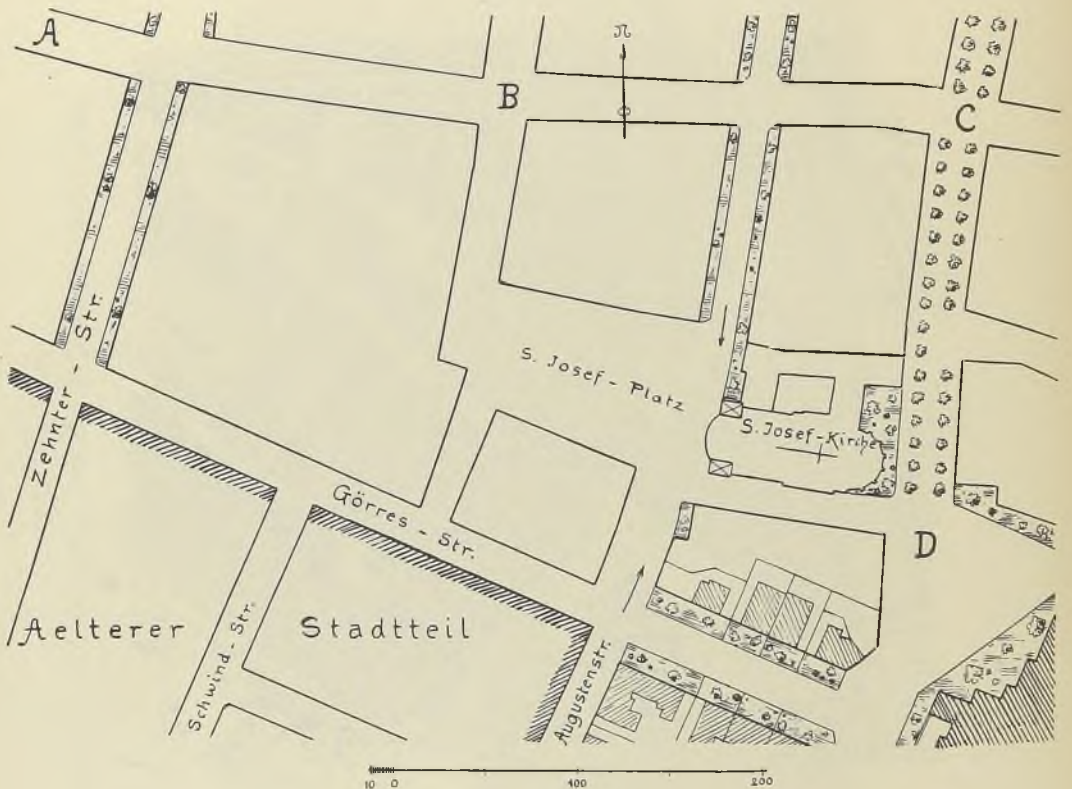 A
B
N
C
Zehnter - Str.
S. Josef - Platz
S. Josef - Kirche
Görres - Str.
D
Aelterer Stadtteil
Schwind - Str.
Augustenstr.
10 0 100 200